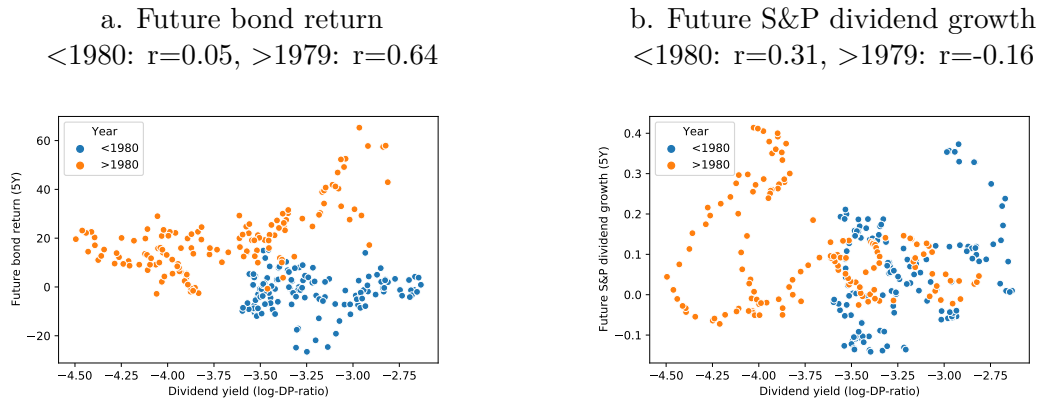 a. Future bond return
<1980: r=0.05, >1979: r=0.64
Year
<1980
>1980
60
40
20
0
−20
Future bond return (5Y)
−4.50 −4.25 −4.00 −3.75 −3.50 −3.25 −3.00 −2.75
Dividend yield (log-DP-ratio)
b. Future S&P dividend growth
<1980: r=0.31, >1979: r=-0.16
Year
<1980
>1980
0.4
0.3
0.2
0.1
0.0
−0.1
Future S&P dividend growth (5Y)
−4.50 −4.25 −4.00 −3.75 −3.50 −3.25 −3.00 −2.75
Dividend yield (log-DP-ratio)